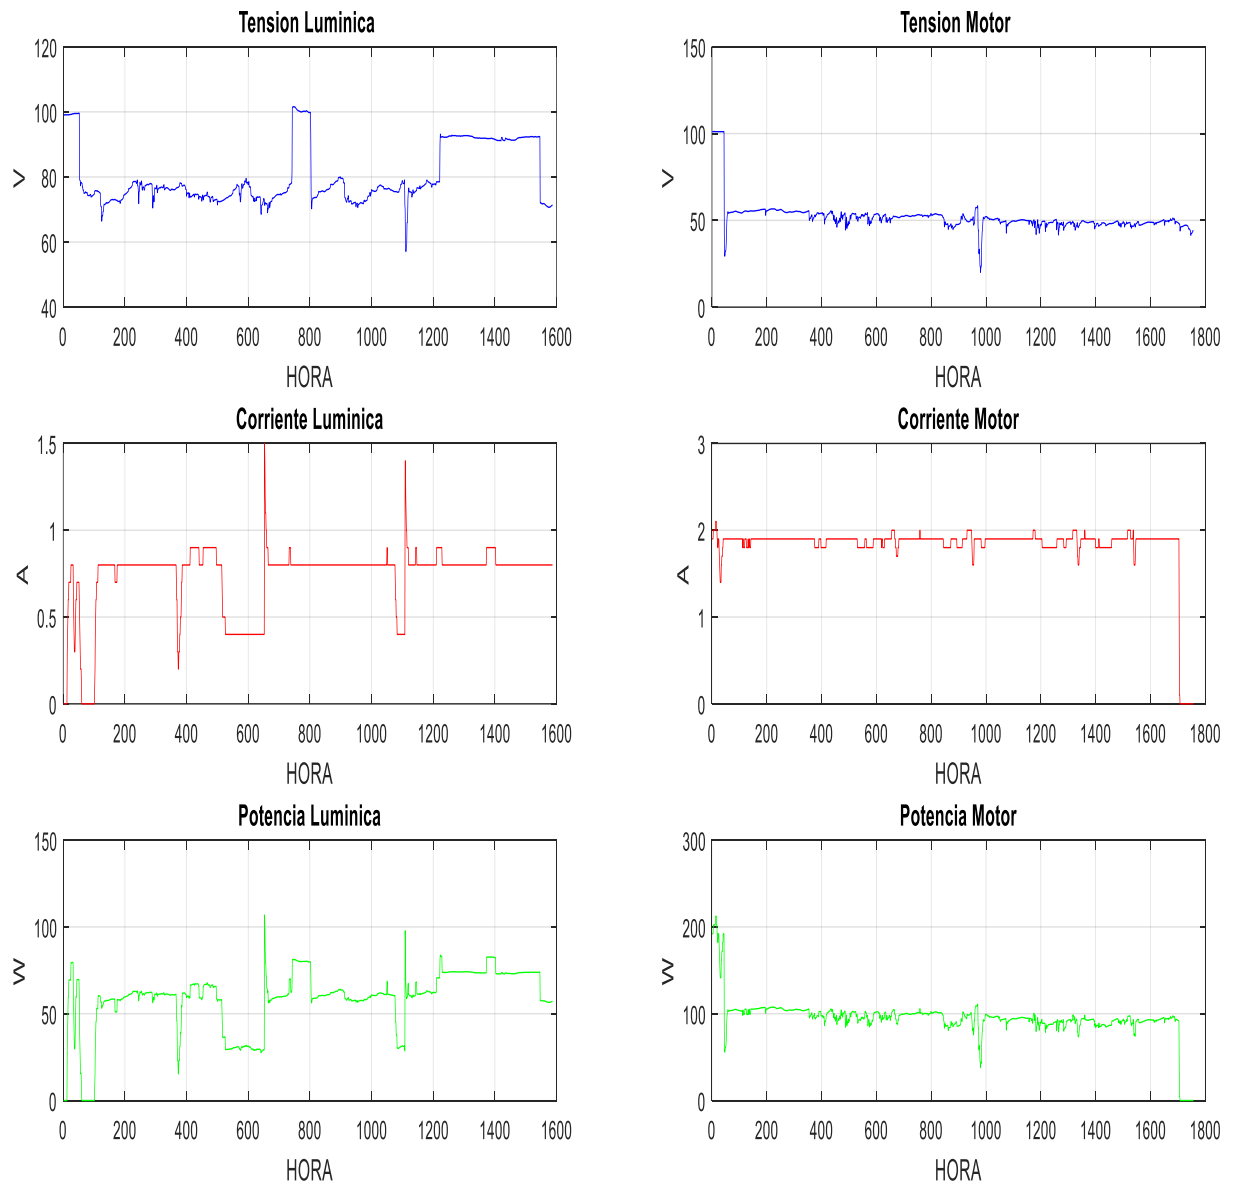 Tension Luminica
120
100
80
60
40
V
0 200 400 600 800 1000 1200 1400 1600
HORA
Tension Motor
150
100
50
0
V
0 200 400 600 800 1000 1200 1400 1600 1800
HORA
Corriente Luminica
1.5
1
0.5
0
A
0 200 400 600 800 1000 1200 1400 1600
HORA
Corriente Motor
3
2
1
0
A
0 200 400 600 800 1000 1200 1400 1600 1800
HORA
Potencia Luminica
150
100
50
0
W
0 200 400 600 800 1000 1200 1400 1600
HORA
Potencia Motor
300
200
100
0
W
0 200 400 600 800 1000 1200 1400 1600 1800
HORA